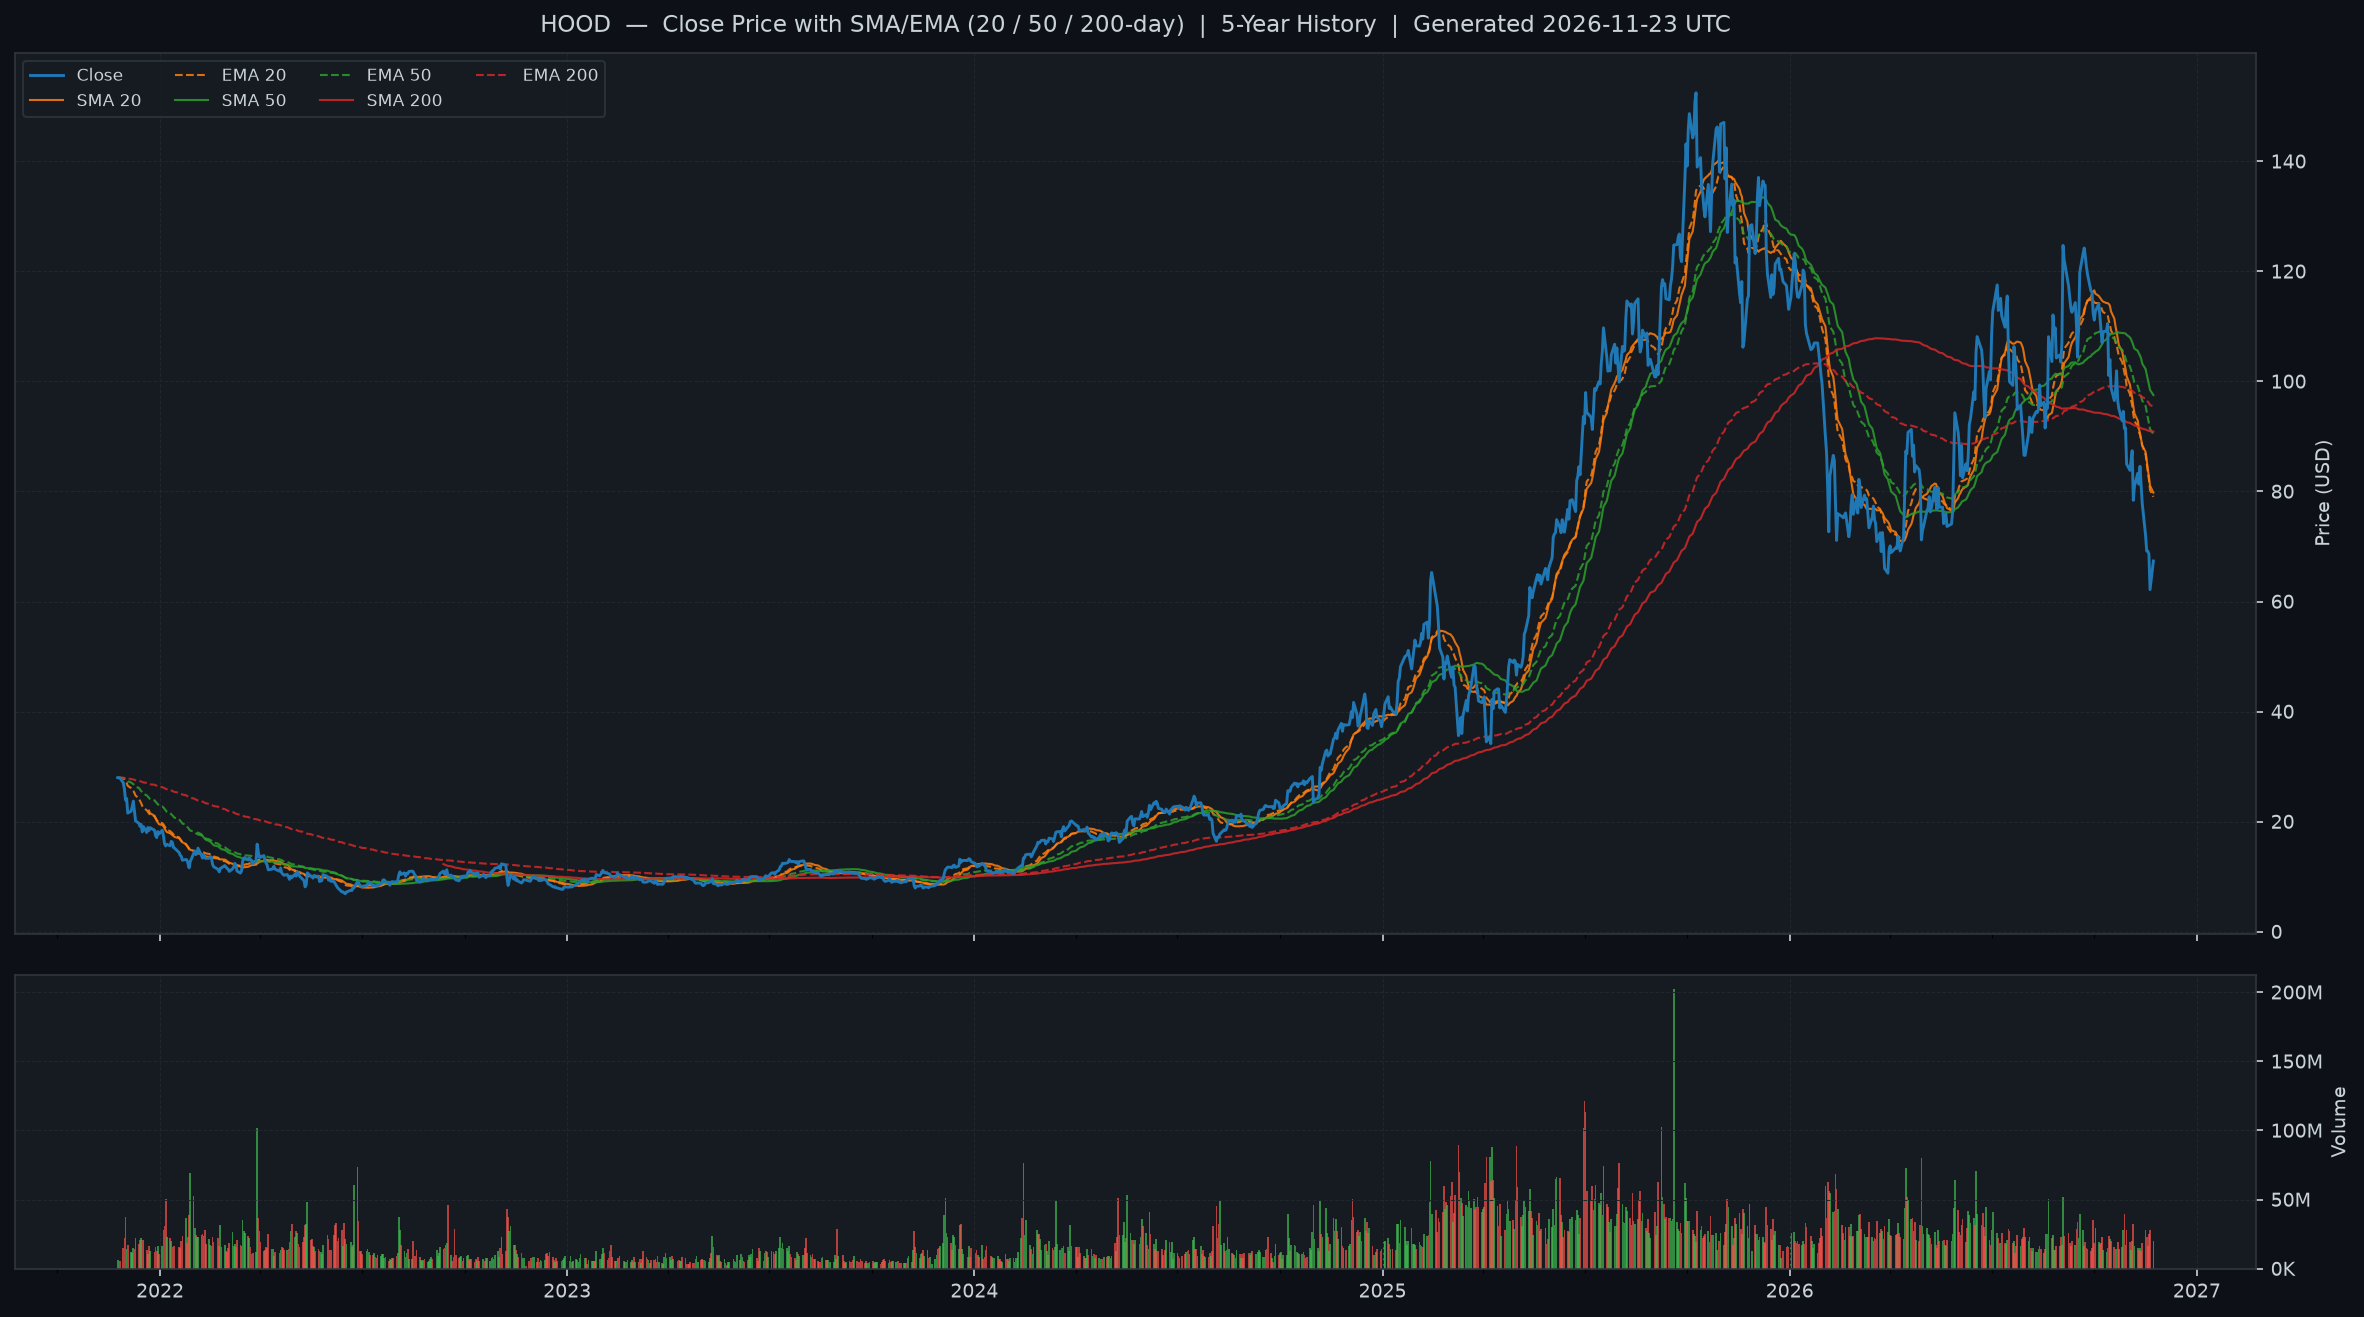 HOOD — Close Price with SMA/EMA (20 / 50 / 200-day) | 5-Year History | Generated 2026-11-23 UTC
Close EMA 20 EMA 50 EMA 200
SMA 20 SMA 50 SMA 200
140
120
100
80
60
40
20
0
Price (USD)
200M
150M
100M
50M
0K
Volume
2022 2023 2024 2025 2026 2027